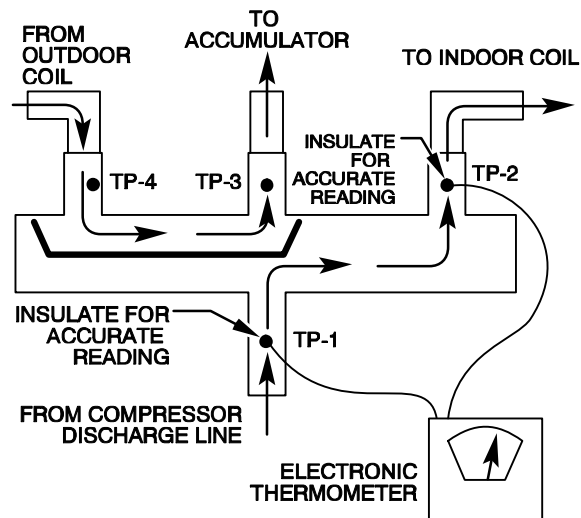 FROM
OUTDOOR
COIL
TO
ACCUMULATOR
TO INDOOR COIL
INSULATE
FOR
ACCURATE
READING
TP-4
TP-3
TP-2
INSULATE FOR
ACCURATE
READING
TP-1
FROM COMPRESSOR
DISCHARGE LINE
ELECTRONIC
THERMOMETER